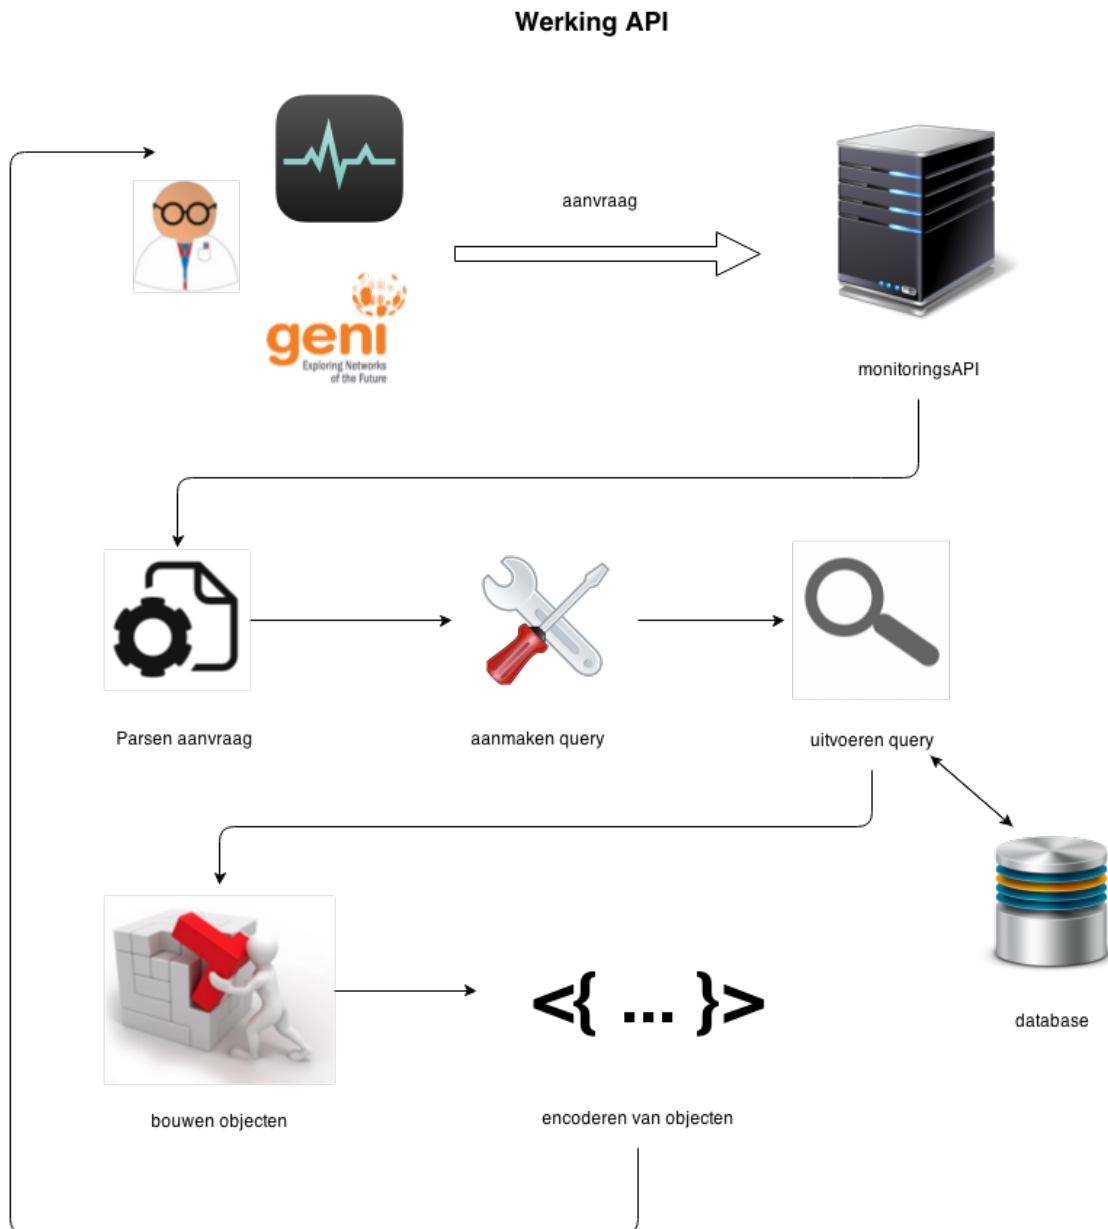 Werking API
aanvraag
geni
Exploring Networks
of the Future
monitoringsAPI
Parsen aanvraag
aanmaken query
uitvoeren query
<{ ... }>
database
bouwen objecten
encoderen van objecten